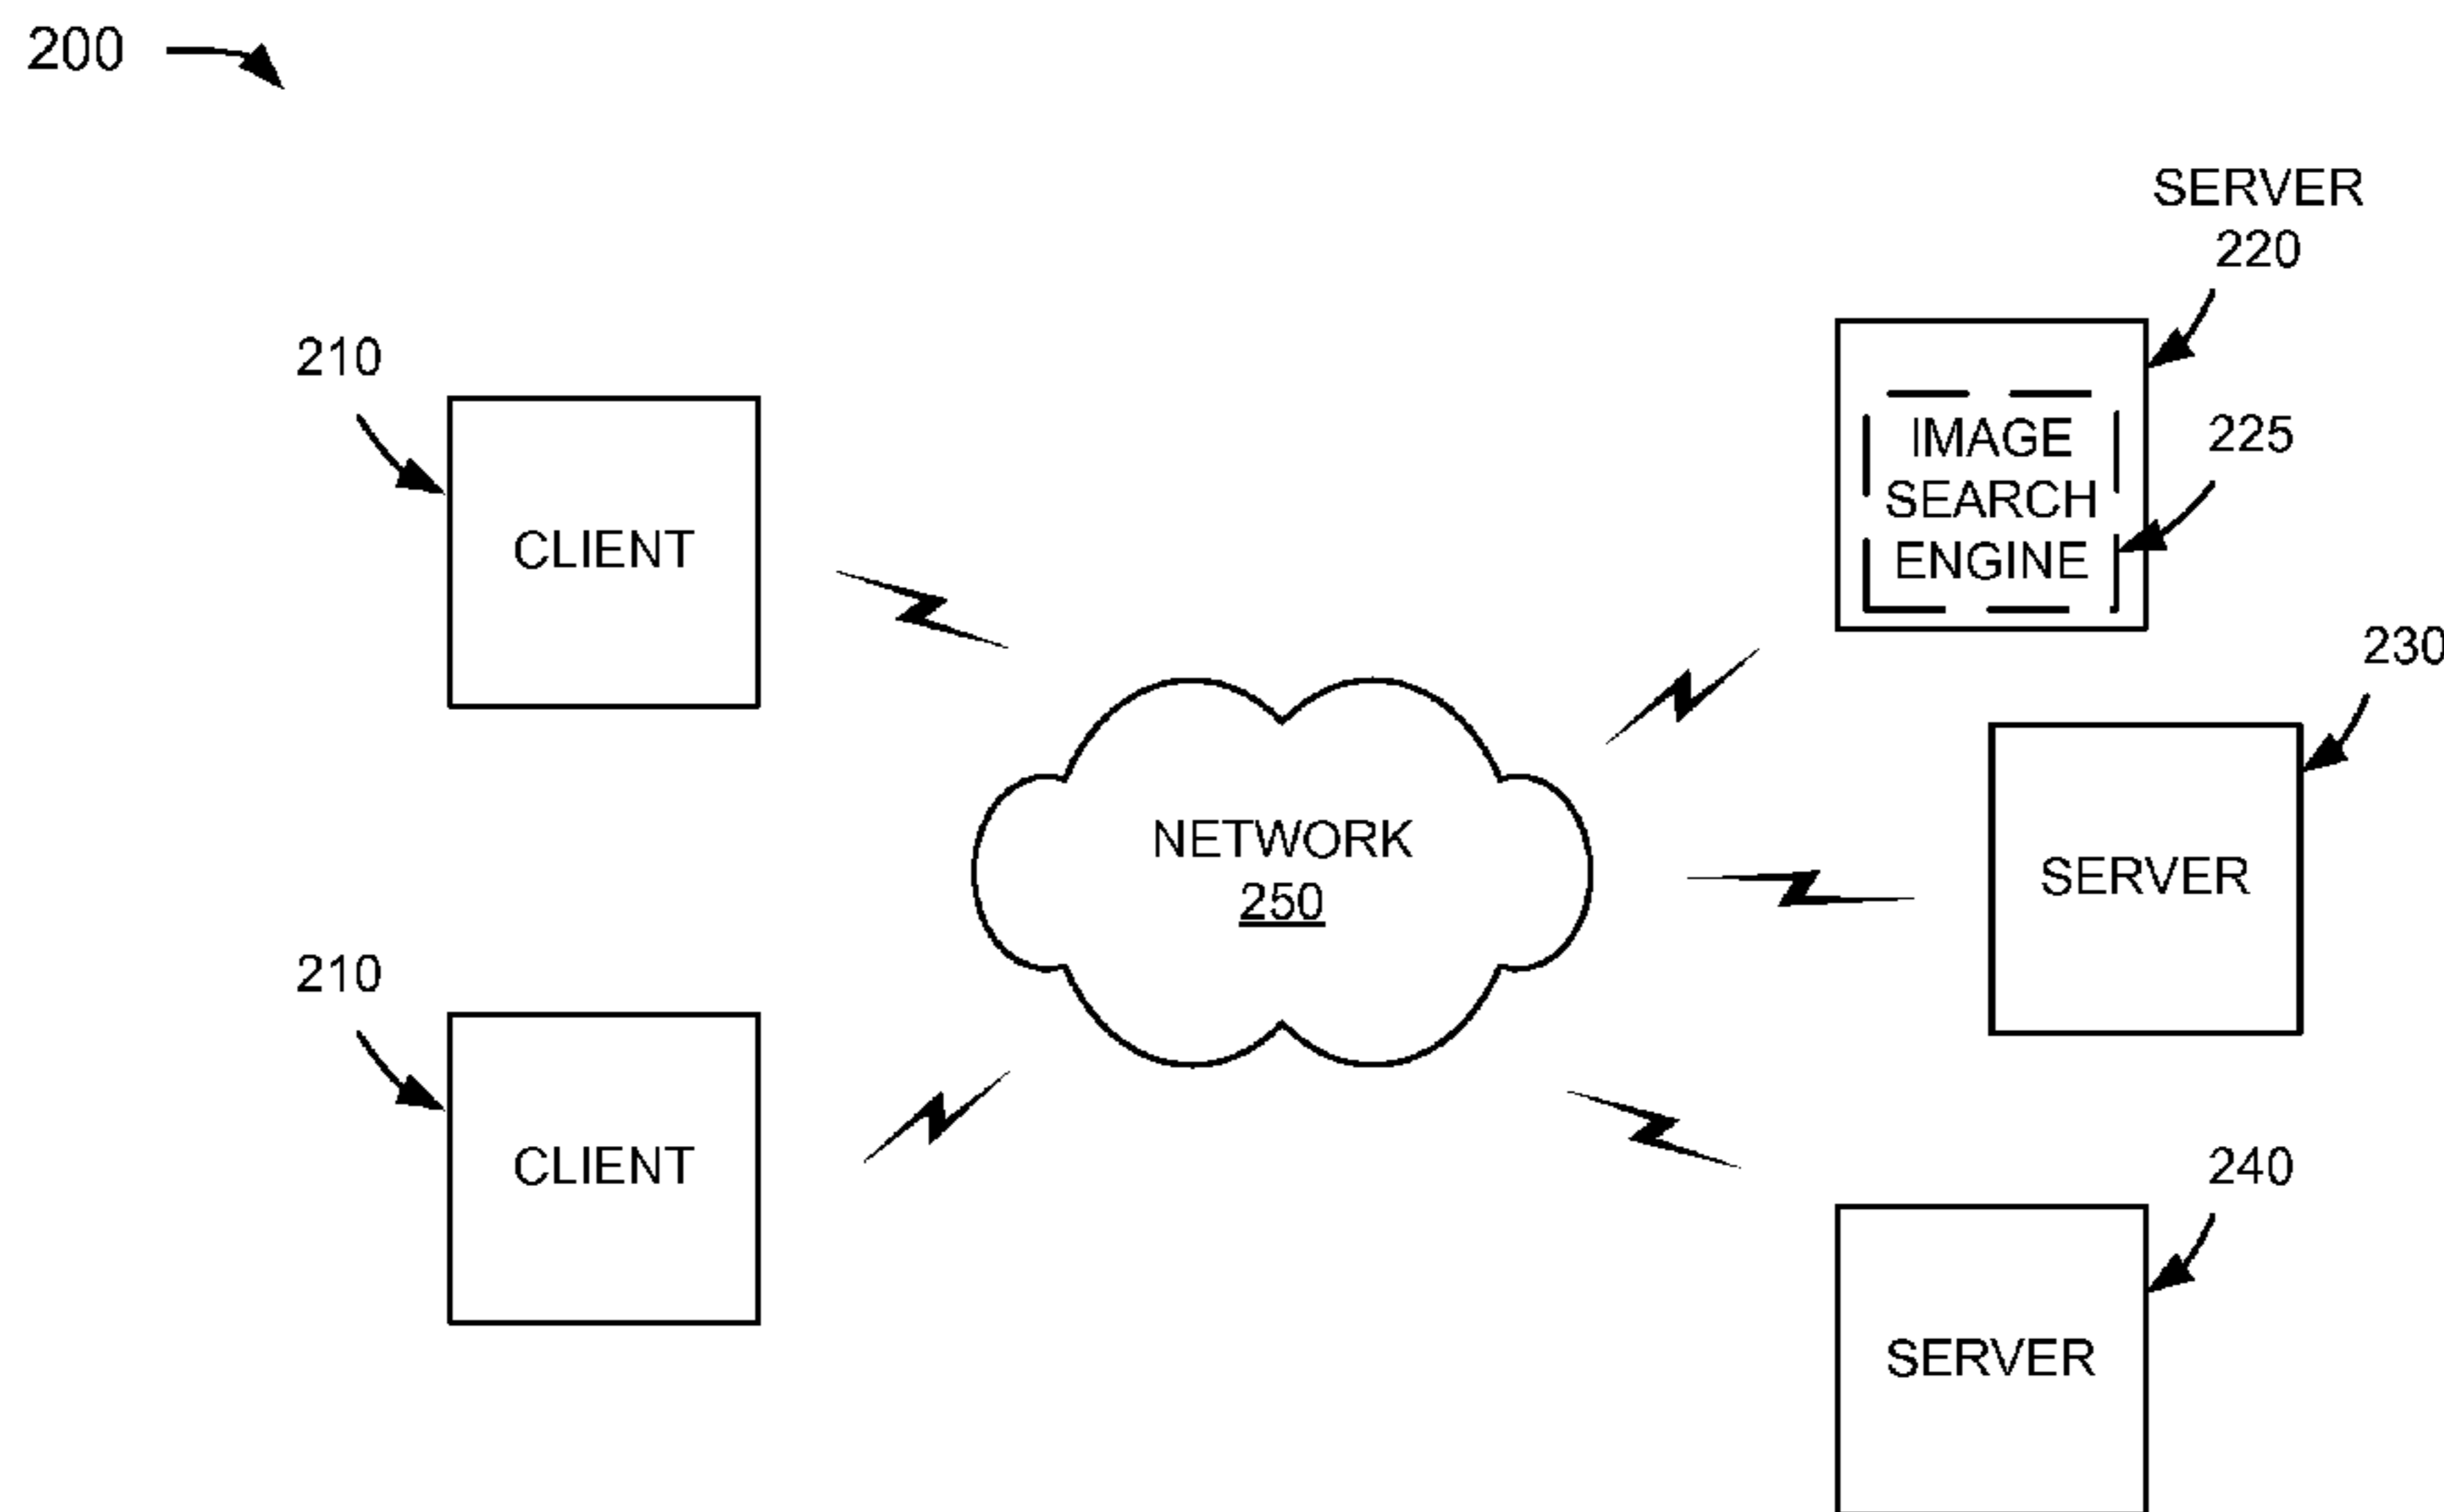 200
SERVER
220
210
IMAGE
SEARCH
ENGINE
225
CLIENT
230
NETWORK
250
SERVER
210
CLIENT
240
SERVER